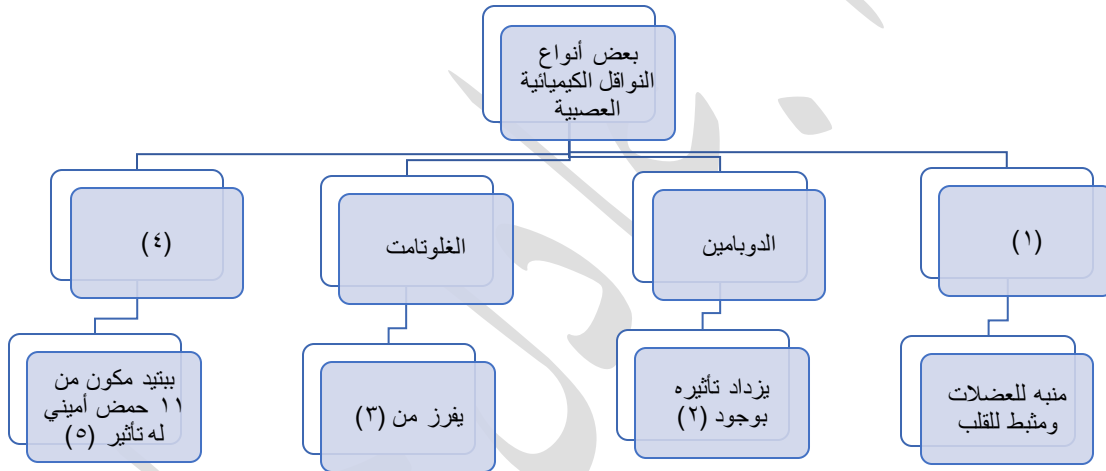 بعض أنواع
النواقل الكيميائية
العصبية
(١)
الدوبامين
الغلوتامت
(٤)
منبه للعضلات
ومثبط للقلب
يزداد تأثيره
بوجود (٢)
يفرز من (٣)
ببتيد مكون من
١١ حمض أميني
له تأثير (٥)